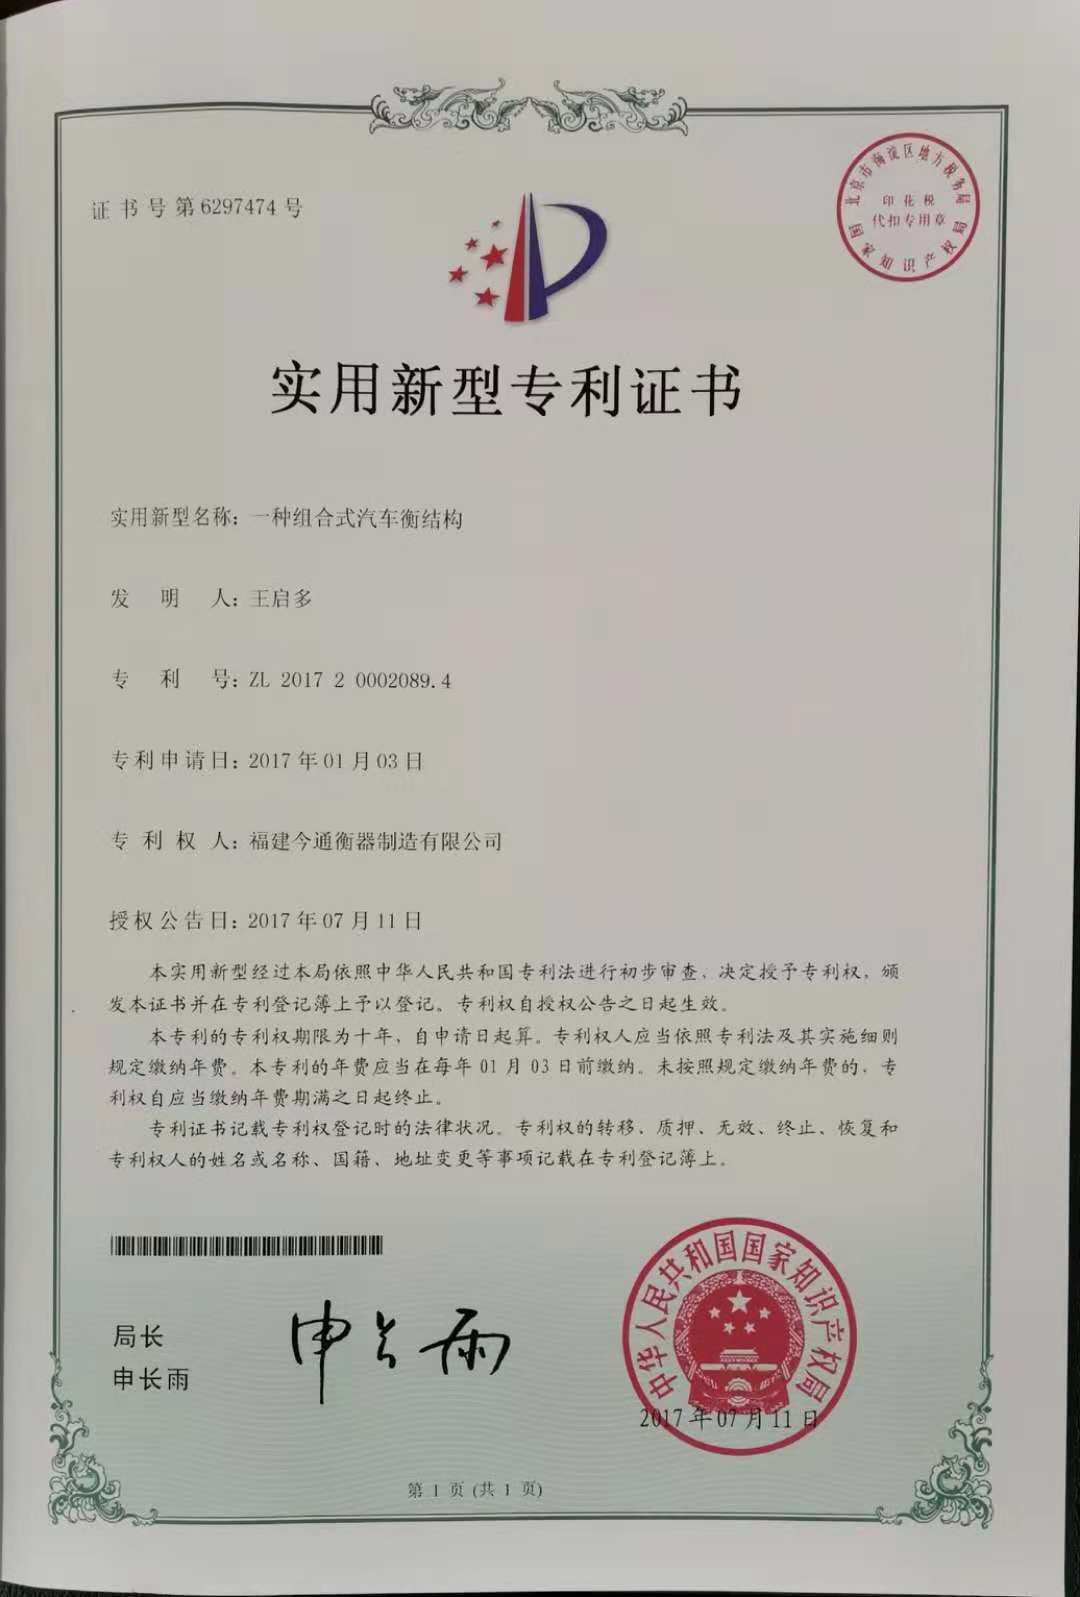 证书号第6297474号
北京市海淀区地方税务局
印花税
代扣专用章
国家知识产权局
实用新型专利证书
实用新型名称：一种组合式汽车衡结构
发明人：王启多
专利号：ZL 2017 2 0002089.4
专利申请日：2017年01月03日
专利权人：福建今通衡器制造有限公司
授权公告日：2017年07月11日
本实用新型经过本局依照中华人民共和国专利法进行初步审查，决定授予专利权，颁
发本证书并在专利登记簿上予以登记。专利权自授权公告之日起生效。
本专利的专利权期限为十年，自申请日起算。专利权人应当依照专利法及其实施细则
规定缴纳年费。本专利的年费应当在每年01月03日前缴纳。未按照规定缴纳年费的，专
利权自应当缴纳年费期满之日起终止。
专利证书记载专利权登记时的法律状况。专利权的转移、质押、无效、终止、恢复和
专利权人的姓名或名称、国籍、地址变更等事项记载在专利登记簿上。
局长
申长雨
申长雨
中华人民共和国国家知识产权局
2017年07月11日
第1页(共1页)